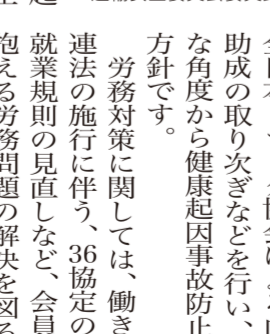 助成の取り次ぎなどを行い、
な角度から健康起因事故防止
方針です。
労務対策に関しては、働き
連法の施行に伴う、36協定の
就業規則の見直しなど、会員
抱える労務問題の解決を図る